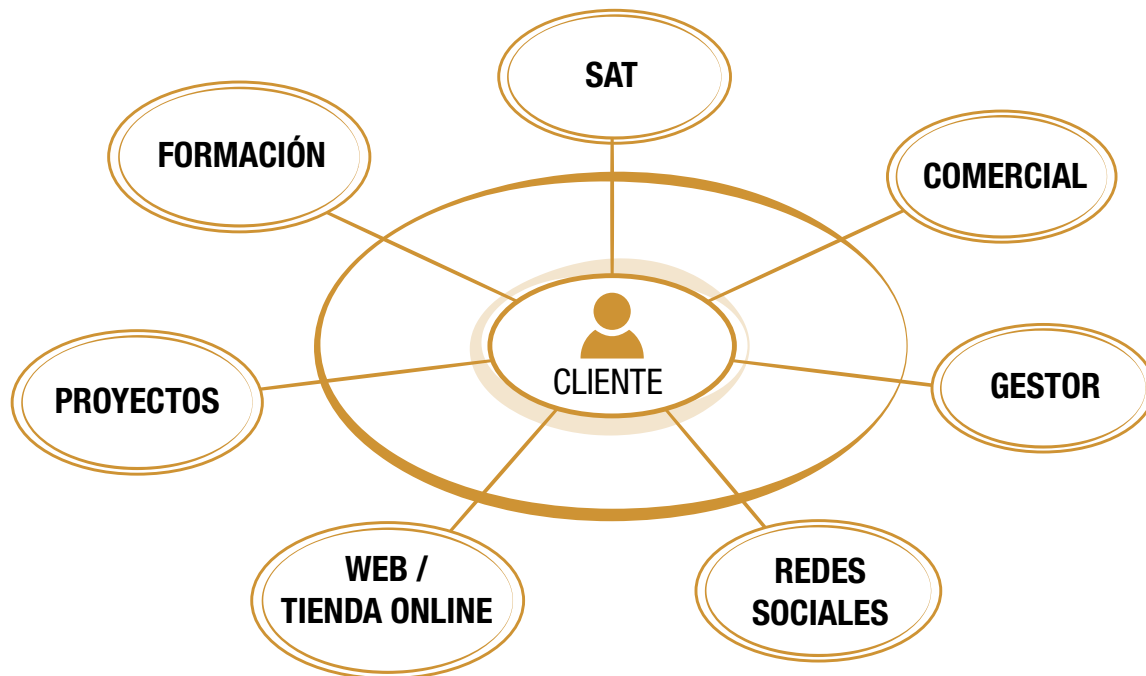 SAT
FORMACIÓN
COMERCIAL
CLIENTE
PROYECTOS
GESTOR
WEB /
TIENDA ONLINE
REDES
SOCIALES